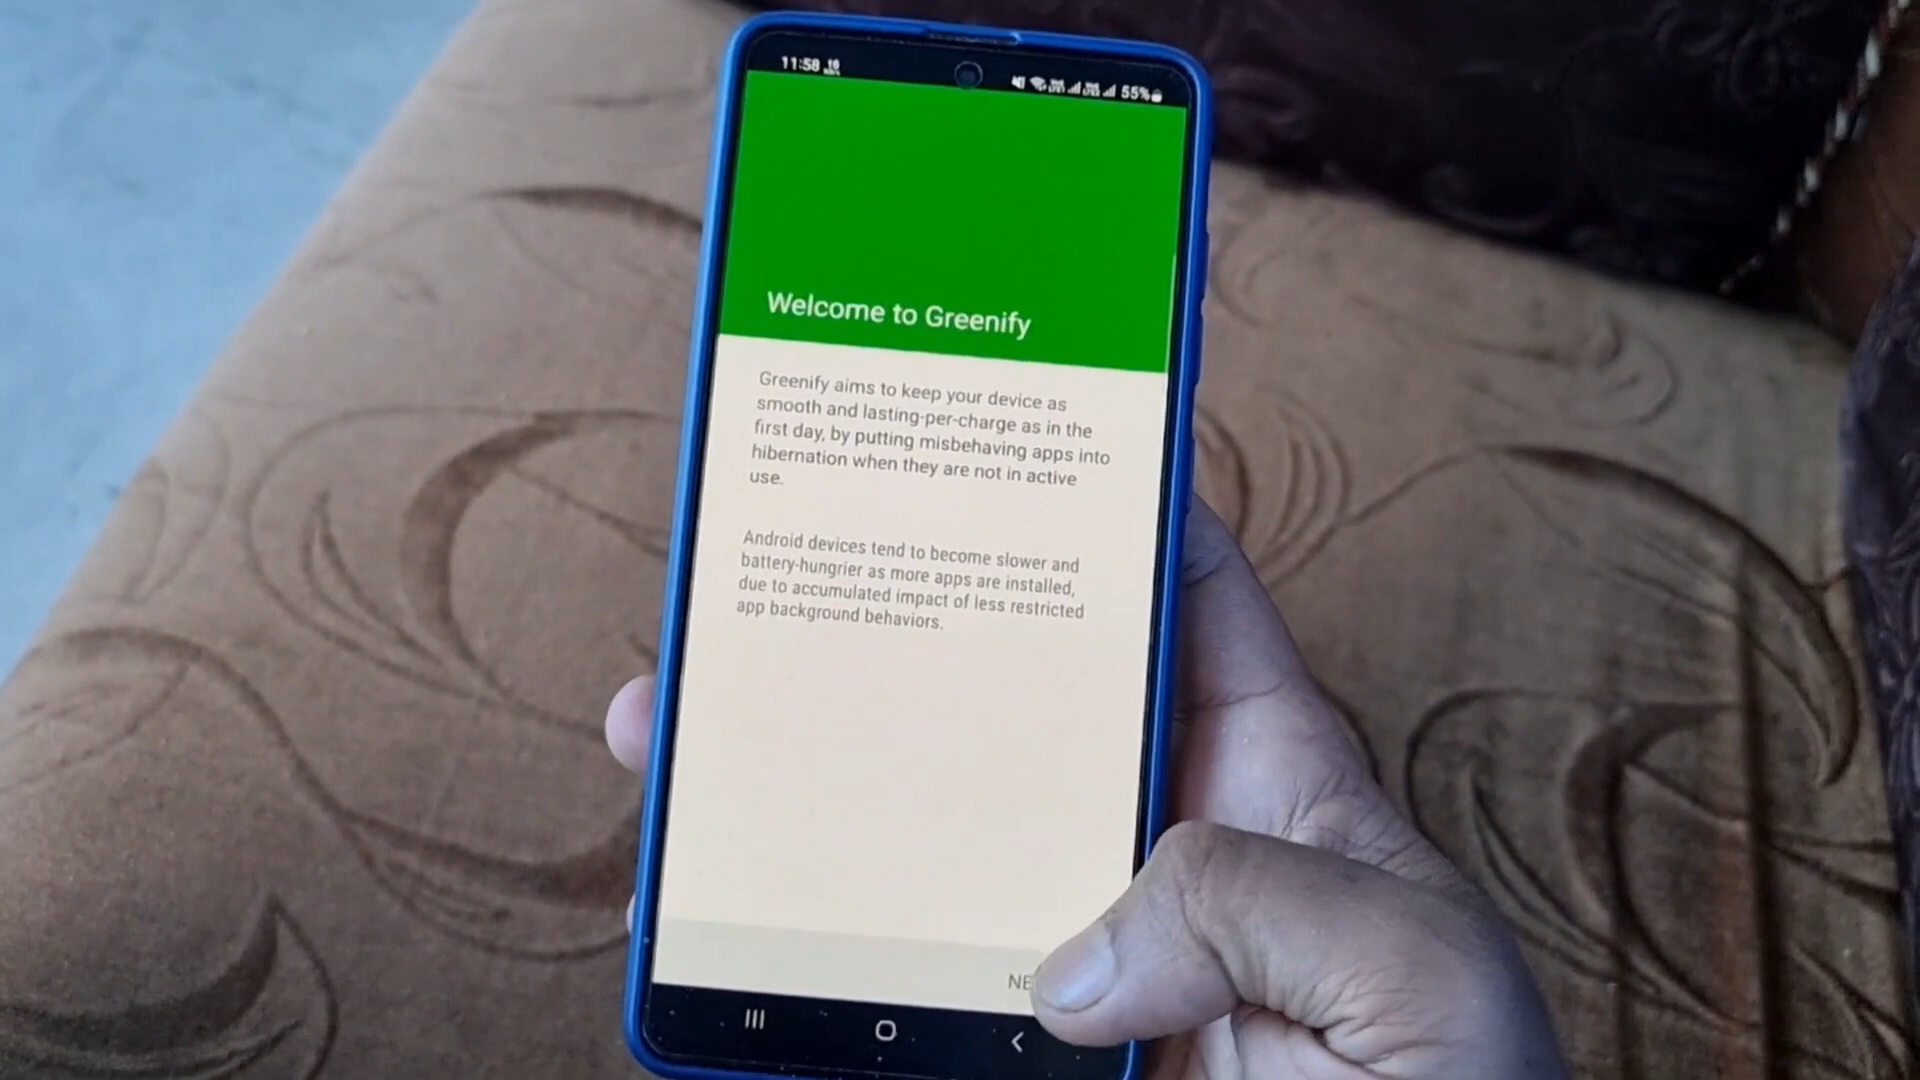 11:58
55%
Welcome to Greenify
Greenify aims to keep your device as
smooth and lasting-per-charge as in the
first day, by putting misbehaving apps into
hibernation when they are not in active
use.
Android devices tend to become slower and
battery-hungrier as more apps are installed,
due to accumulated impact of less restricted
app background behaviors.